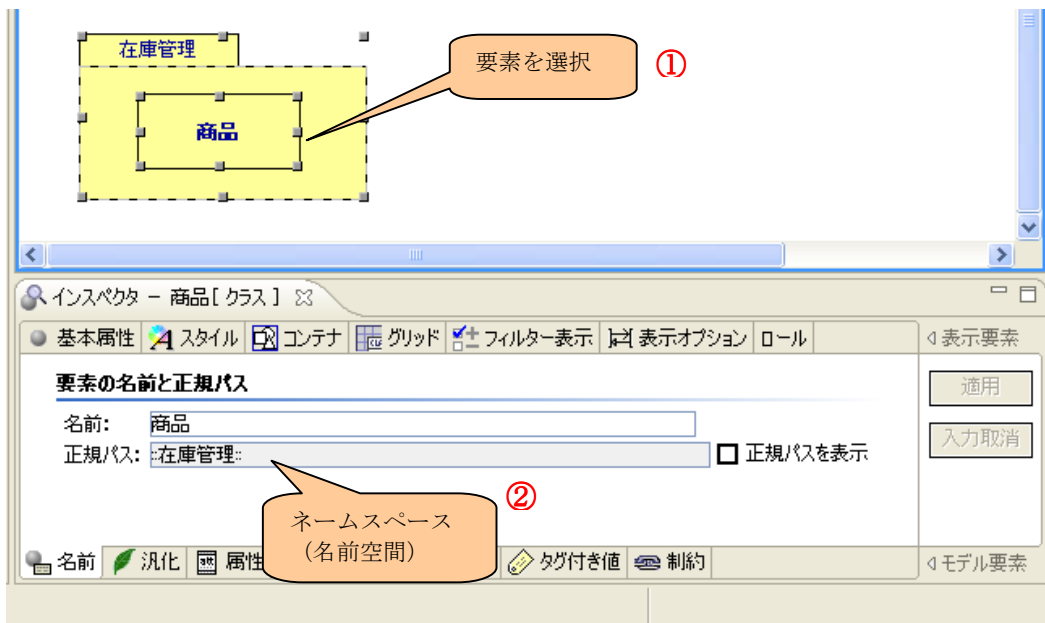 在庫管理
商品
要素を選択
①
インスペクタ － 商品[ クラス ]
基本属性 スタイル コンテナ グリッド フィルター表示 表示オプション ロール
表示要素
要素の名前と正規パス
適用
名前: 商品
入力取消
正規パス: ::在庫管理:: 正規パスを表示
②
ネームスペース
（名前空間）
名前 汎化 属性 タグ付き値 制約
モデル要素